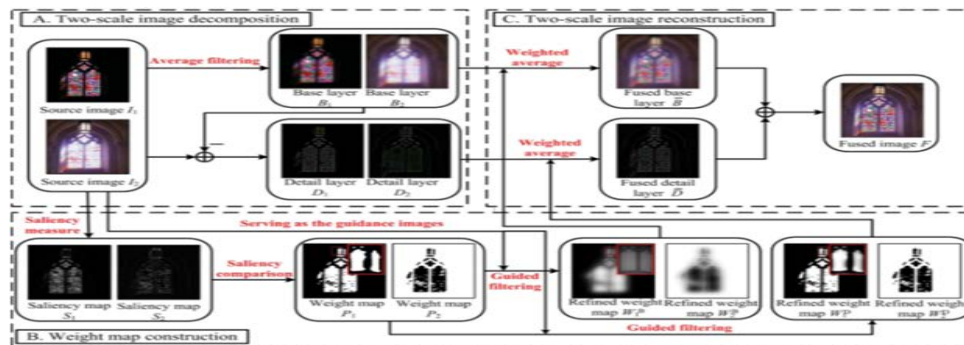 A. Two-scale image decomposition
Source image I₁
Source image I₂
Average filtering
Base layer
B₁
Base layer
B₂
Detail layer
D₁
Detail layer
D₂
C. Two-scale image reconstruction
Weighted
average
Fused base
layer B̅
Weighted
average
Fused detail
layer D̅
Fused image F
Saliency
measure
Serving as the guidance images
Saliency map
S₁
Saliency map
S₂
Saliency
comparison
Weight map
P₁
Weight map
P₂
Guided
filtering
Refined weight
map W₁ᴮ
Refined weight
map W₂ᴮ
Refined weight
map W₁ᴰ
Refined weight
map W₂ᴰ
Guided filtering
B. Weight map construction